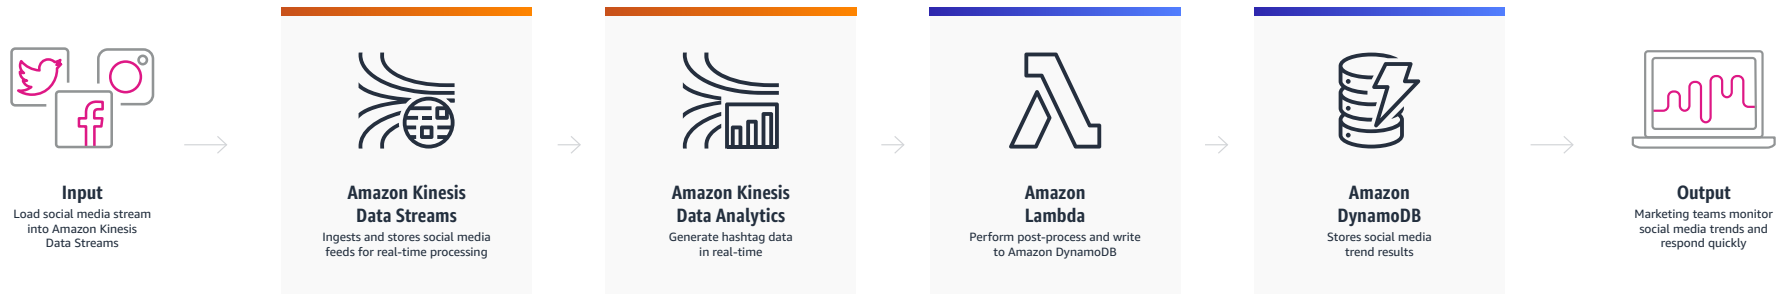 Input
Load social media stream
into Amazon Kinesis
Data Streams
Amazon Kinesis
Data Streams
Ingests and stores social media
feeds for real-time processing
Amazon Kinesis
Data Analytics
Generate hashtag data
in real-time
Amazon
Lambda
Perform post-process and write
to Amazon DynamoDB
Amazon
DynamoDB
Stores social media
trend results
Output
Marketing teams monitor
social media trends and
respond quickly